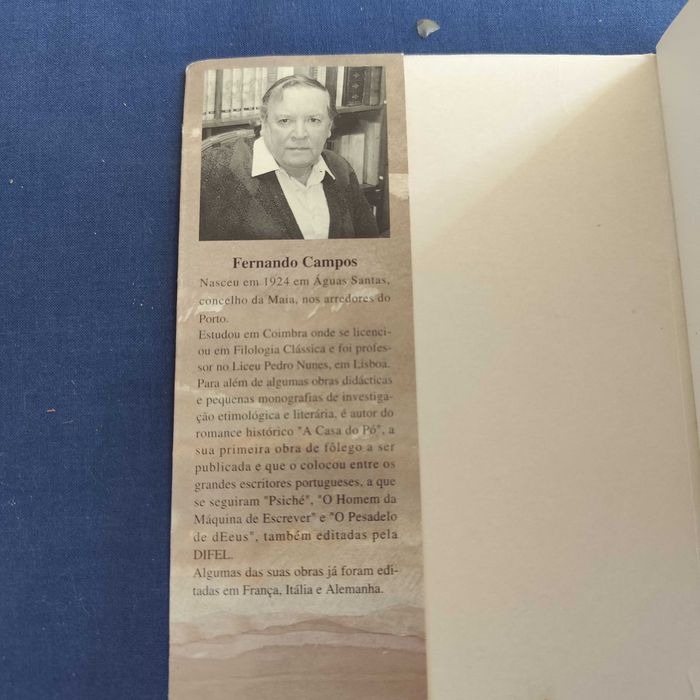 Fernando Campos
Nasceu em 1924 em Águas Santas,
concelho da Maia, nos arredores do
Porto.
Estudou em Coimbra onde se licenci-
ou em Filologia Clássica e foi profes-
sor no Liceu Pedro Nunes, em Lisboa.
Para além de algumas obras didácticas
e pequenas monografias de investiga-
ção etimológica e literária, é autor do
romance histórico "A Casa do Pó", a
sua primeira obra de fôlego a ser
publicada e que o colocou entre os
grandes escritores portugueses, a que
se seguiram "Psiché", "O Homem da
Máquina de Escrever" e "O Pesadelo
de dEeus", também editadas pela
DIFEL.
Algumas das suas obras já foram edi-
tadas em França, Itália e Alemanha.